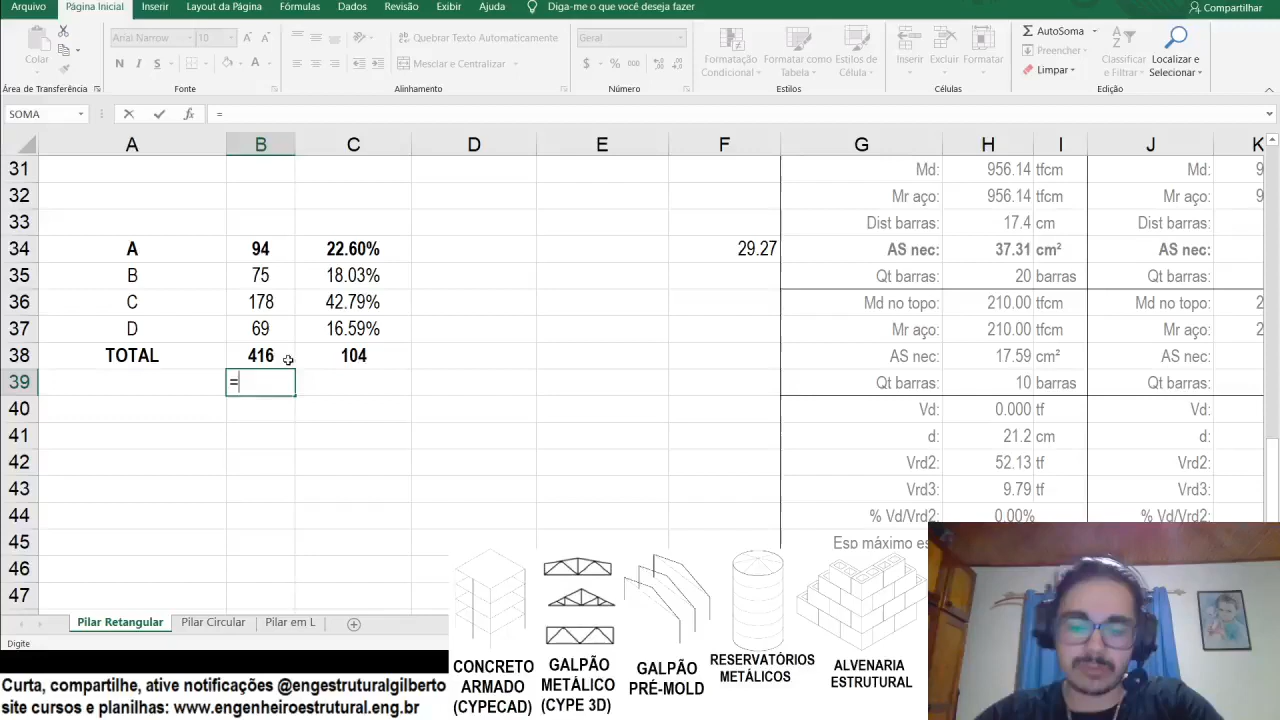 Arquivo Página Inicial Inserir Layout da Página Fórmulas Dados Revisão Exibir Ajuda Diga-me o que você deseja fazer Compartilhar
Colar Arial Narrow 10 Quebrar Texto Automaticamente Geral AutoSoma
Preencher
N I S Mesclar e Centralizar $ % 000
Formatação Condicional Formatar como Tabela Estilos de Célula Inserir Excluir Formatar Limpar Classificar e Filtrar Localizar e Selecionar
Área de Transferência Fonte Alinhamento Número Estilos Células Edição
SOMA fx =
A B C D E F G H I J K
31 Md: 956.14 tfcm Md: 9
32 Mr aço: 956.14 tfcm Mr aço: 9
33 Dist barras: 17.4 cm Dist barras:
34 A 94 22.60% 29.27 AS nec: 37.31 cm² AS nec:
35 B 75 18.03% Qt barras: 20 barras Qt barras:
36 C 178 42.79% Md no topo: 210.00 tfcm Md no topo: 2
37 D 69 16.59% Mr aço: 210.00 tfcm Mr aço: 2
38 TOTAL 416 104 AS nec: 17.59 cm² AS nec:
39 = Qt barras: 10 barras Qt barras:
40 Vd: 0.000 tf Vd:
41 d: 21.2 cm d:
42 Vrd2: 52.13 tf Vrd2:
43 Vrd3: 9.79 tf Vrd3:
44 % Vd/Vrd2: 0.00% % Vd/Vrd2:
45 Esp máximo es
46
47
Pilar Retangular Pilar Circular Pilar em L
Digite
CONCRETO ARMADO (CYPECAD)
GALPÃO METÁLICO (CYPE 3D)
GALPÃO PRÉ-MOLD
RESERVATÓRIOS METÁLICOS
ALVENARIA ESTRUTURAL
Curta, compartilhe, ative notificações @engestruturalgilberto
site cursos e planilhas: www.engenheiroestrutural.eng.br